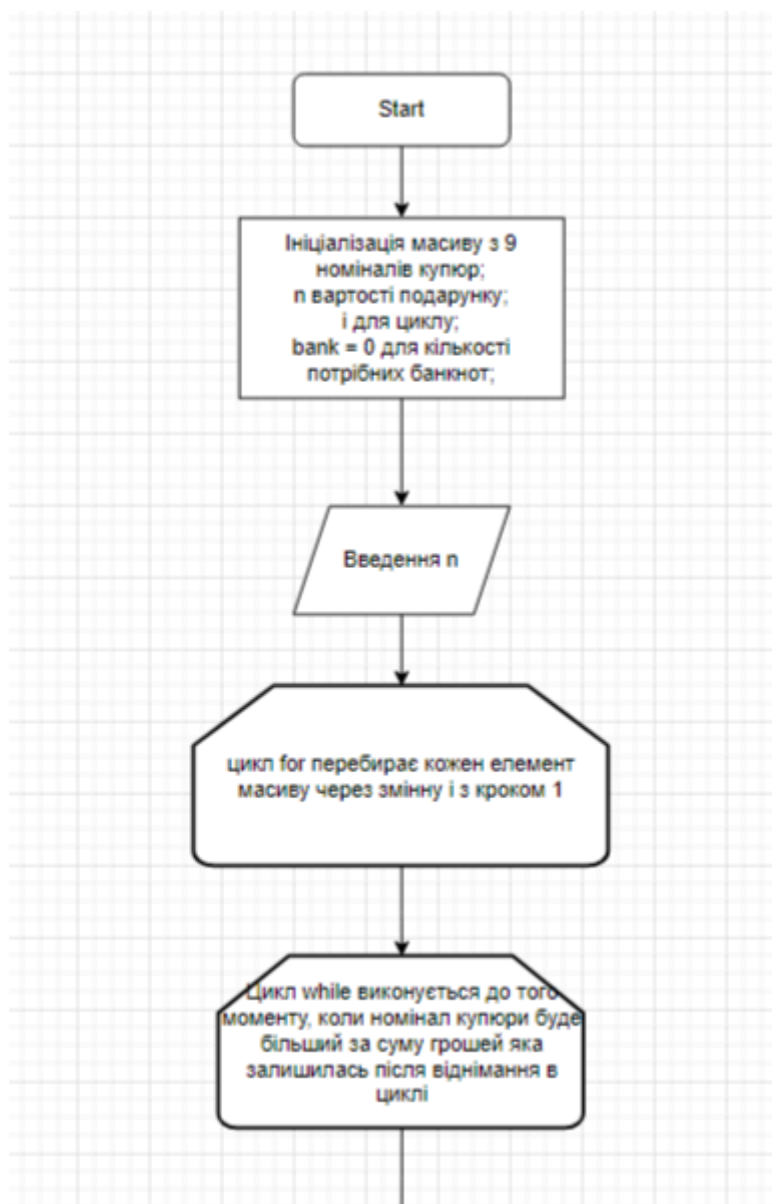 Start
Ініціалізація масиву з 9
номіналів купюр;
n вартості подарунку;
і для циклу;
bank = 0 для кількості
потрібних банкнот;
Введення n
цикл for перебирає кожен елемент
масиву через змінну і з кроком 1
Цикл while виконується до того
моменту, коли номінал купюри буде
більший за суму грошей яка
залишилась після віднімання в
циклі